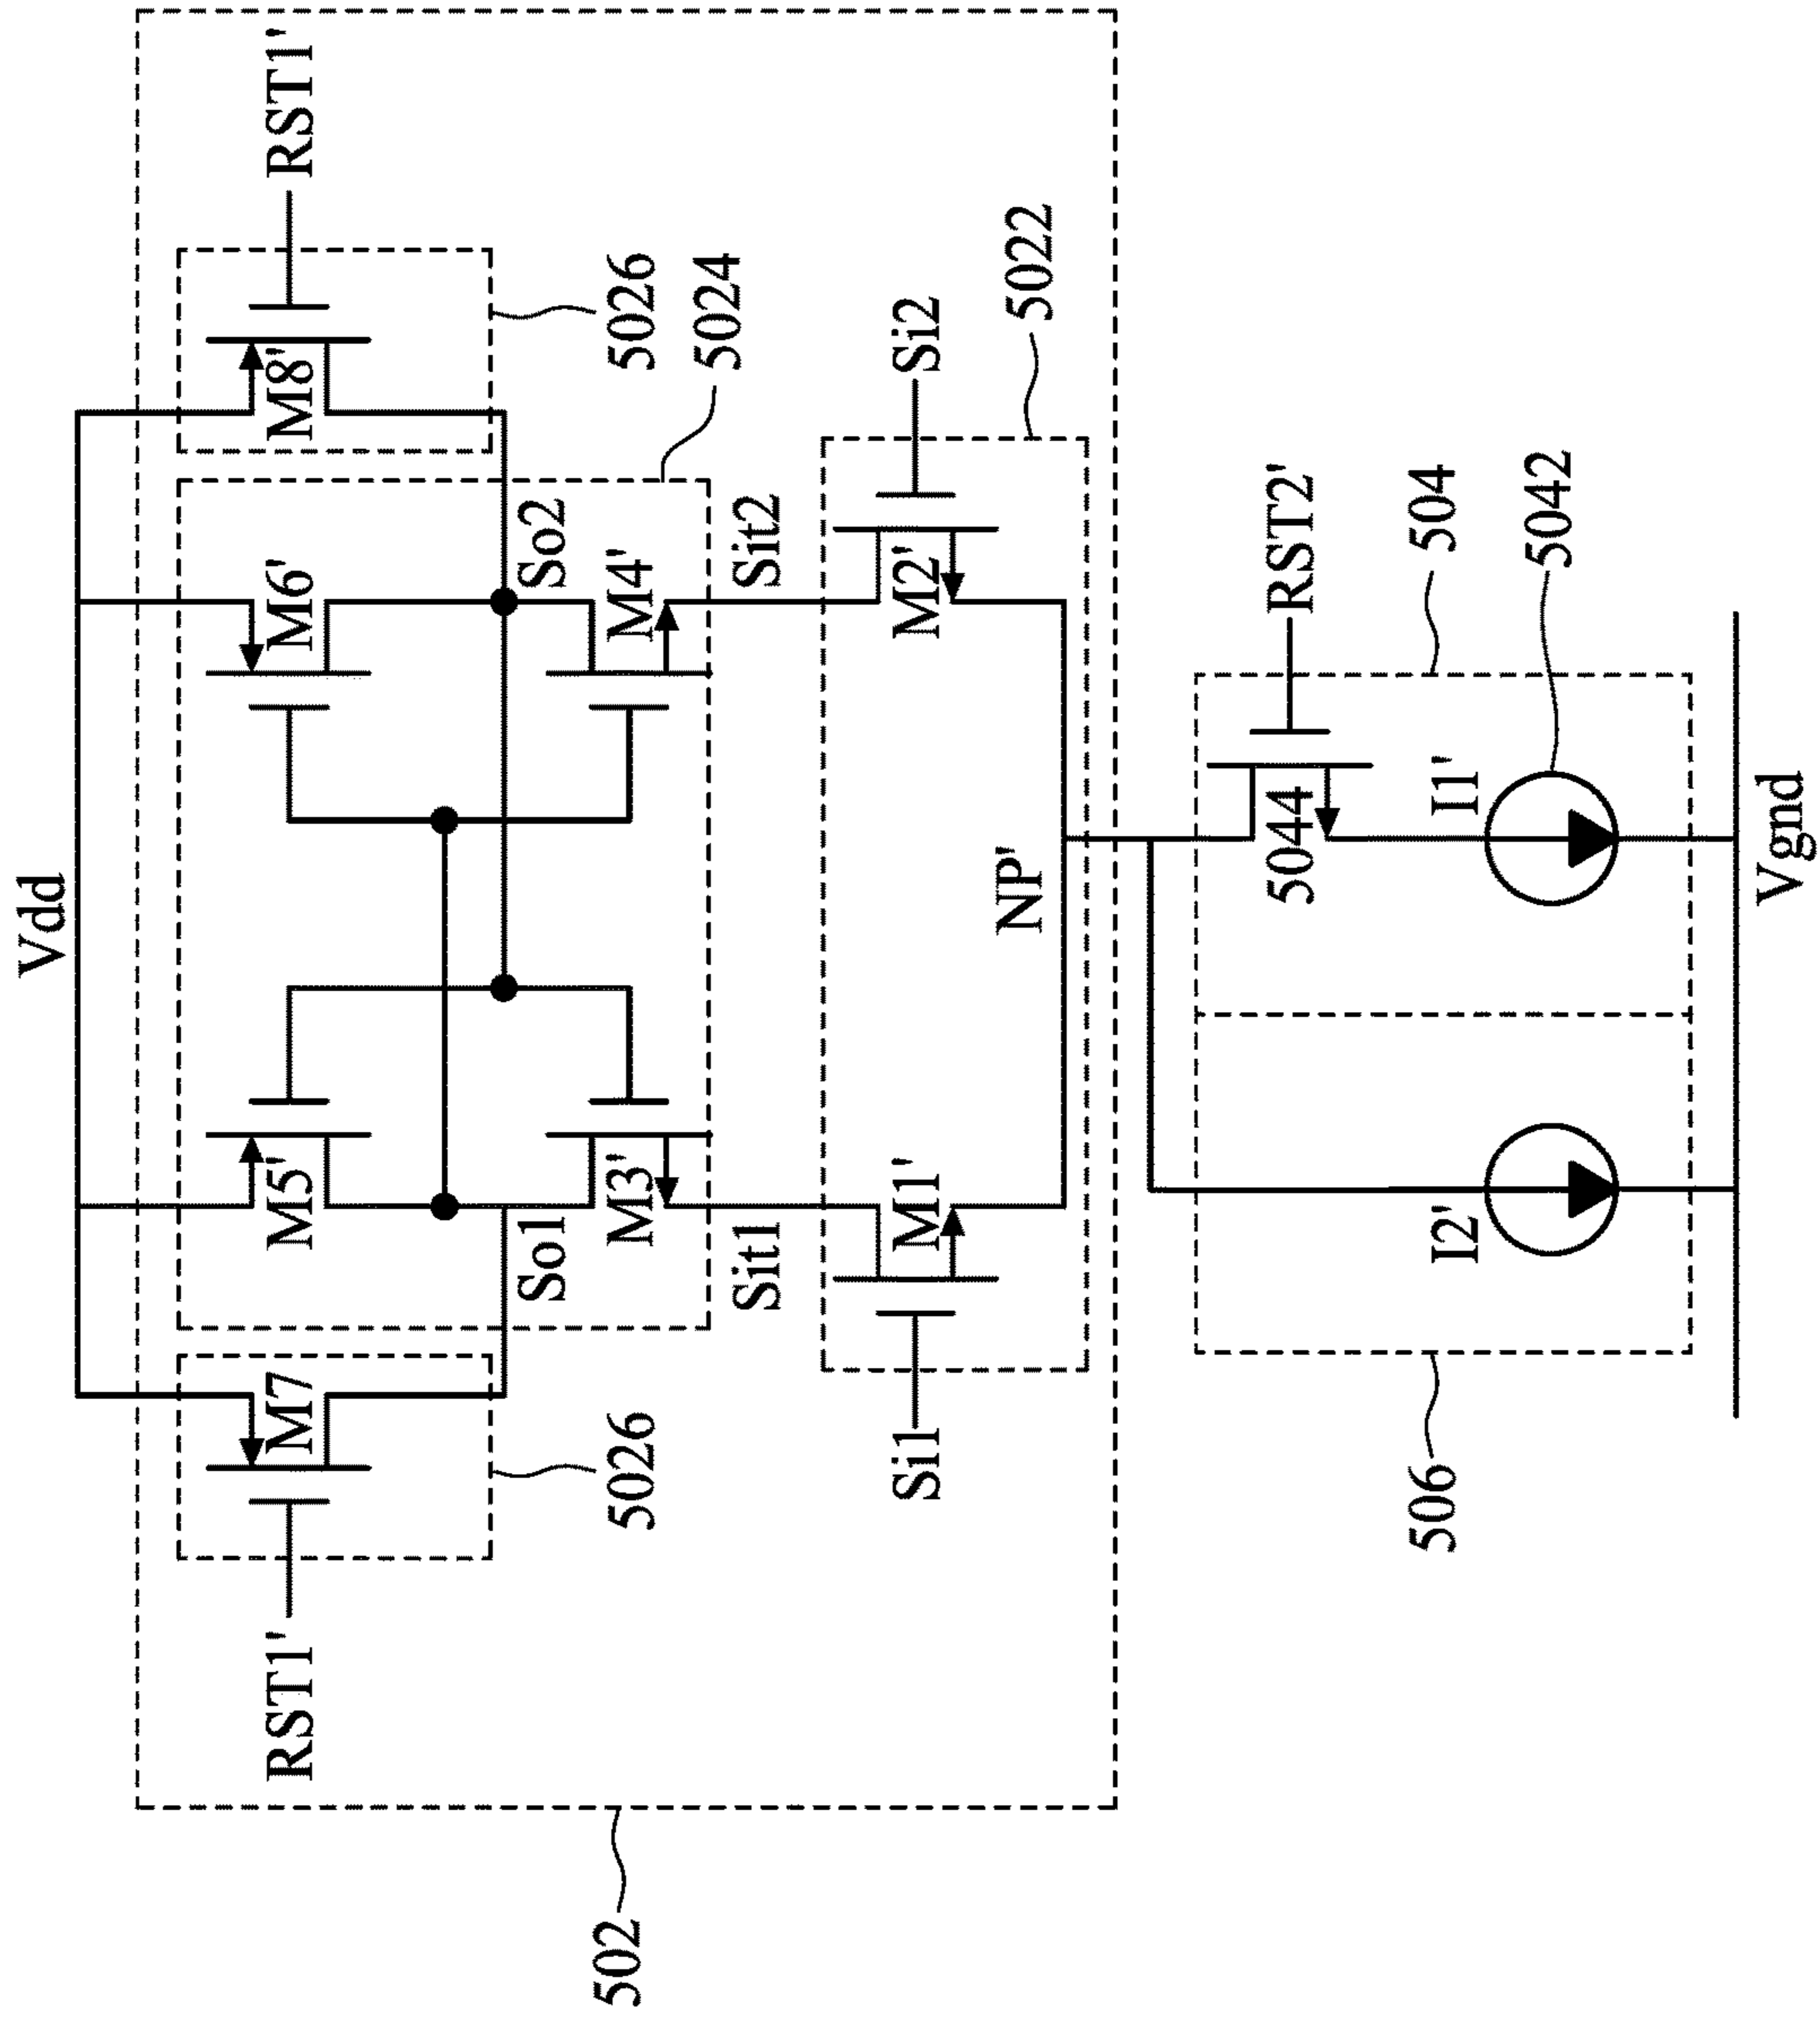 Vdd
RST1'
M7
M5'
M6'
M8'
RST1'
So1
So2
M3'
M4'
5026
5026
5024
502
Sit1
Sit2
Si1
M1'
M2'
Si2
NP'
5022
5044
RST2'
I2'
I1'
506
504
5042
Vgnd